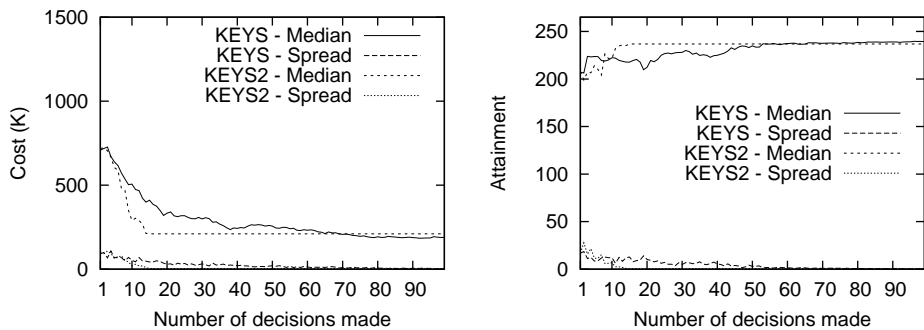 Cost (K)
1500
1000
500
0
KEYS - Median
KEYS - Spread
KEYS2 - Median
KEYS2 - Spread
1 10 20 30 40 50 60 70 80 90
Number of decisions made
Attainment
250
200
150
100
50
0
KEYS - Median
KEYS - Spread
KEYS2 - Median
KEYS2 - Spread
1 10 20 30 40 50 60 70 80 90
Number of decisions made